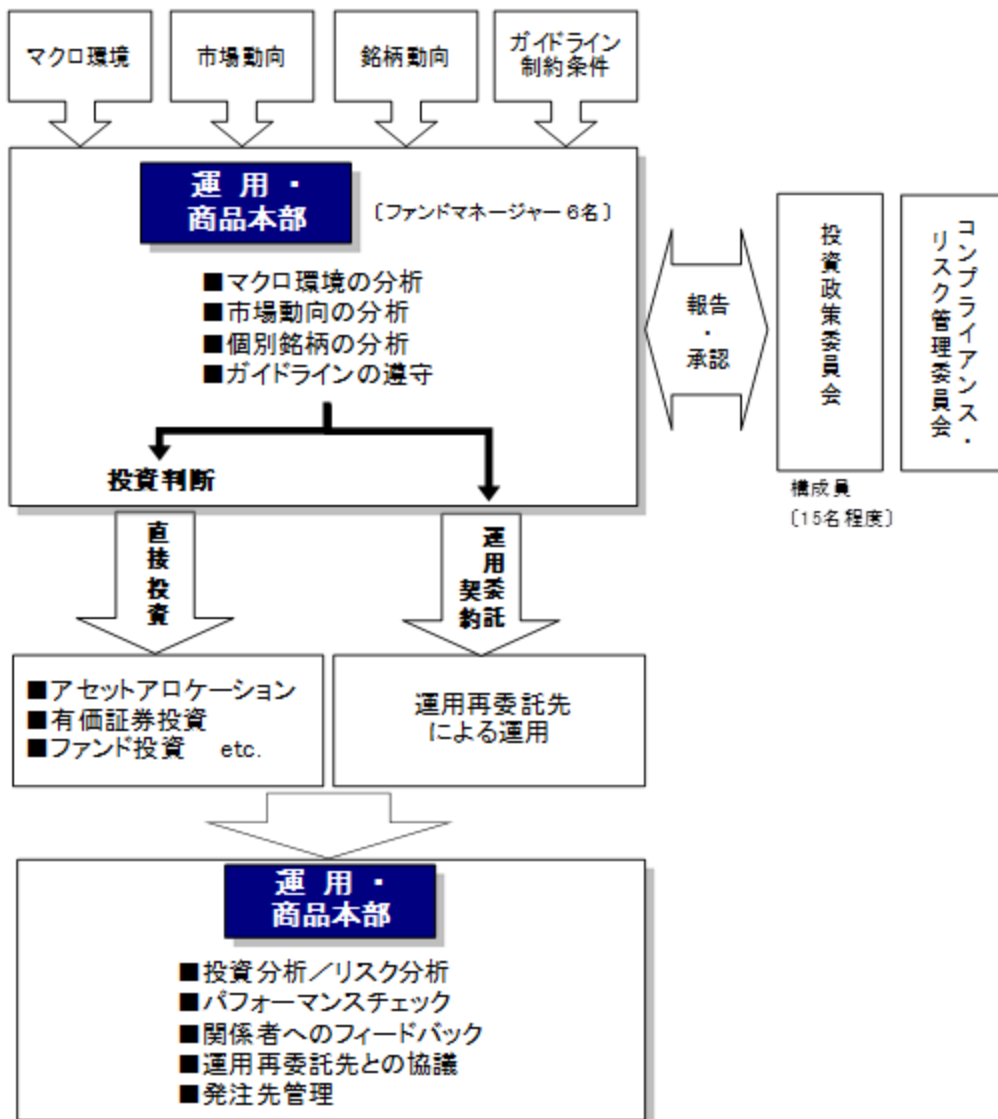 マクロ環境
市場動向
銘柄動向
ガイドライン
制約条件
運 用 ・
商品本部
〔ファンドマネージャー 6名〕
■マクロ環境の分析
■市場動向の分析
■個別銘柄の分析
■ガイドラインの遵守
投資判断
報告
・
承認
投資政策委員会
コンプライアンス・
リスク管理委員会
構成員
〔15名程度〕
直接投資
運用委託
契約
■アセットアロケーション
■有価証券投資
■ファンド投資 etc.
運用再委託先
による運用
運 用 ・
商品本部
■投資分析／リスク分析
■パフォーマンスチェック
■関係者へのフィードバック
■運用再委託先との協議
■発注先管理